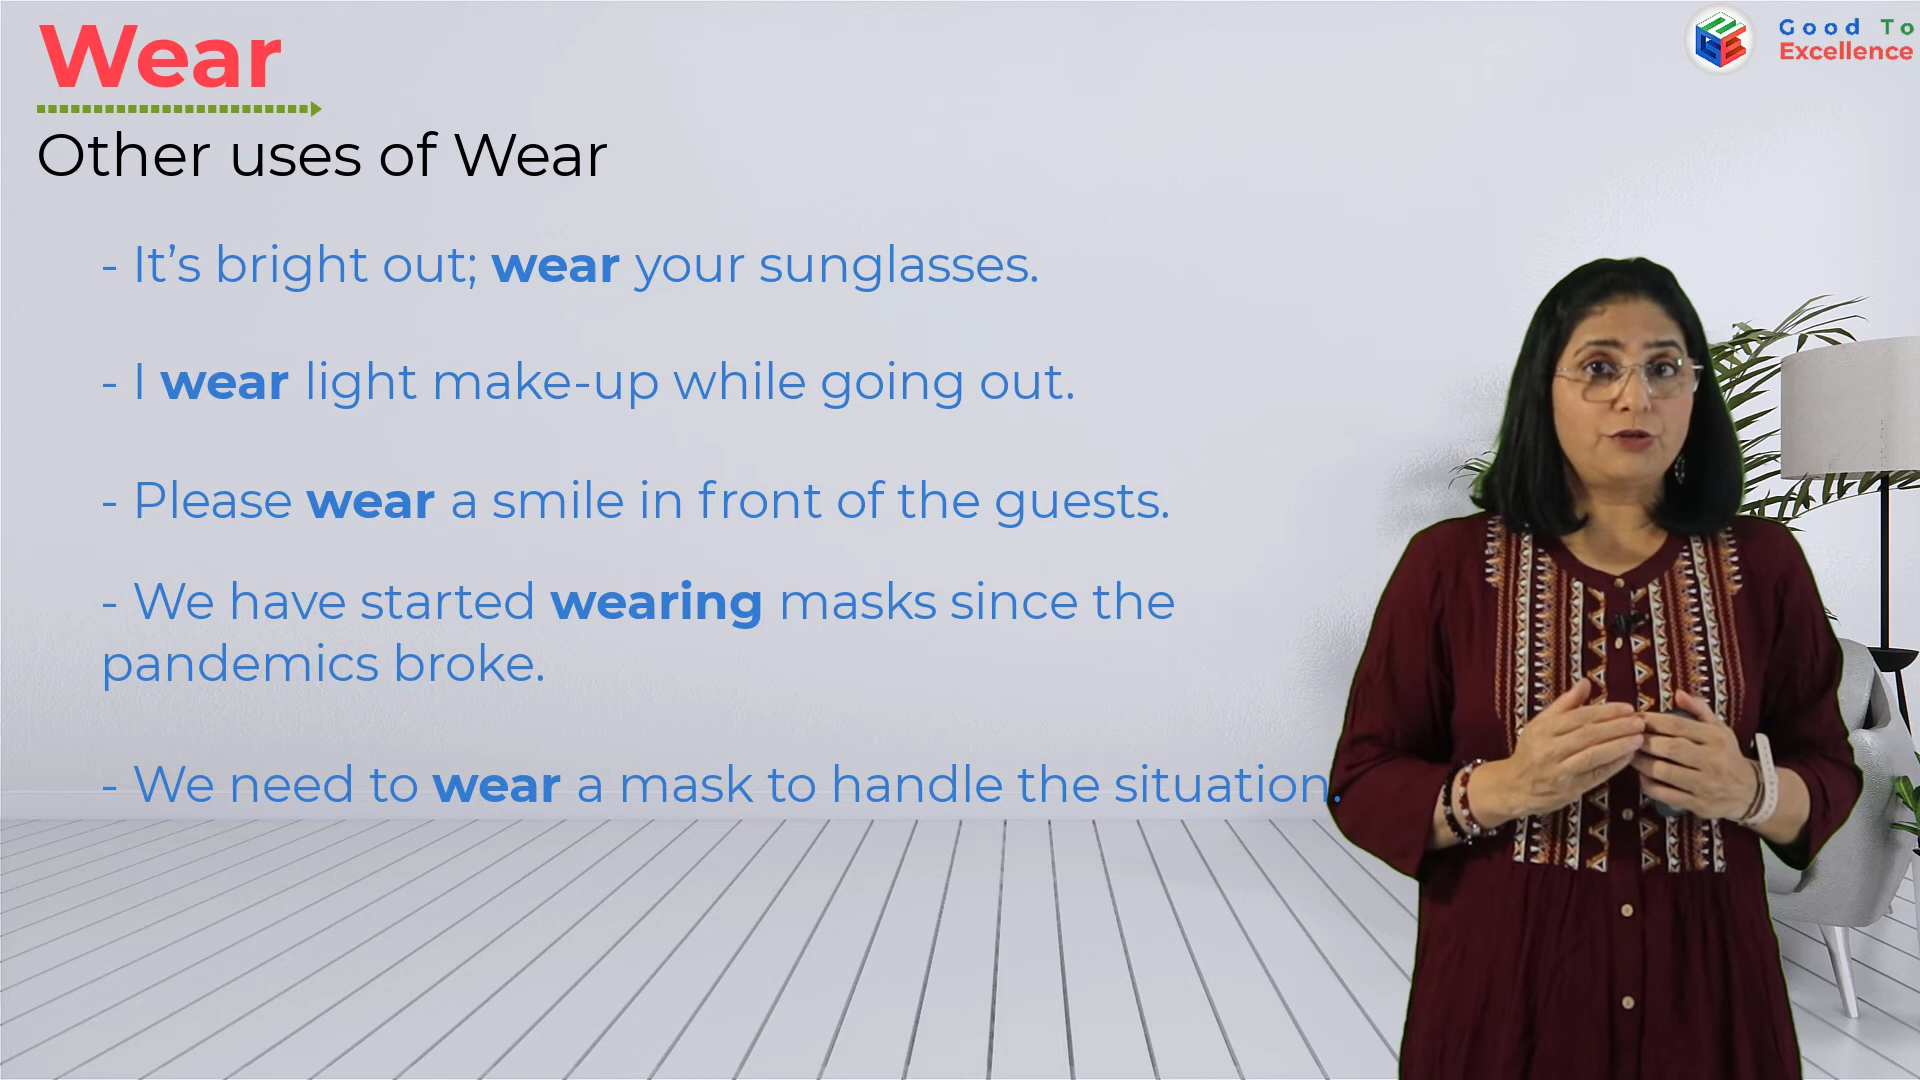 Wear
Good To
Excellence
Other uses of Wear
- It’s bright out; wear your sunglasses.
- I wear light make-up while going out.
- Please wear a smile in front of the guests.
- We have started wearing masks since the
pandemics broke.
- We need to wear a mask to handle the situation.